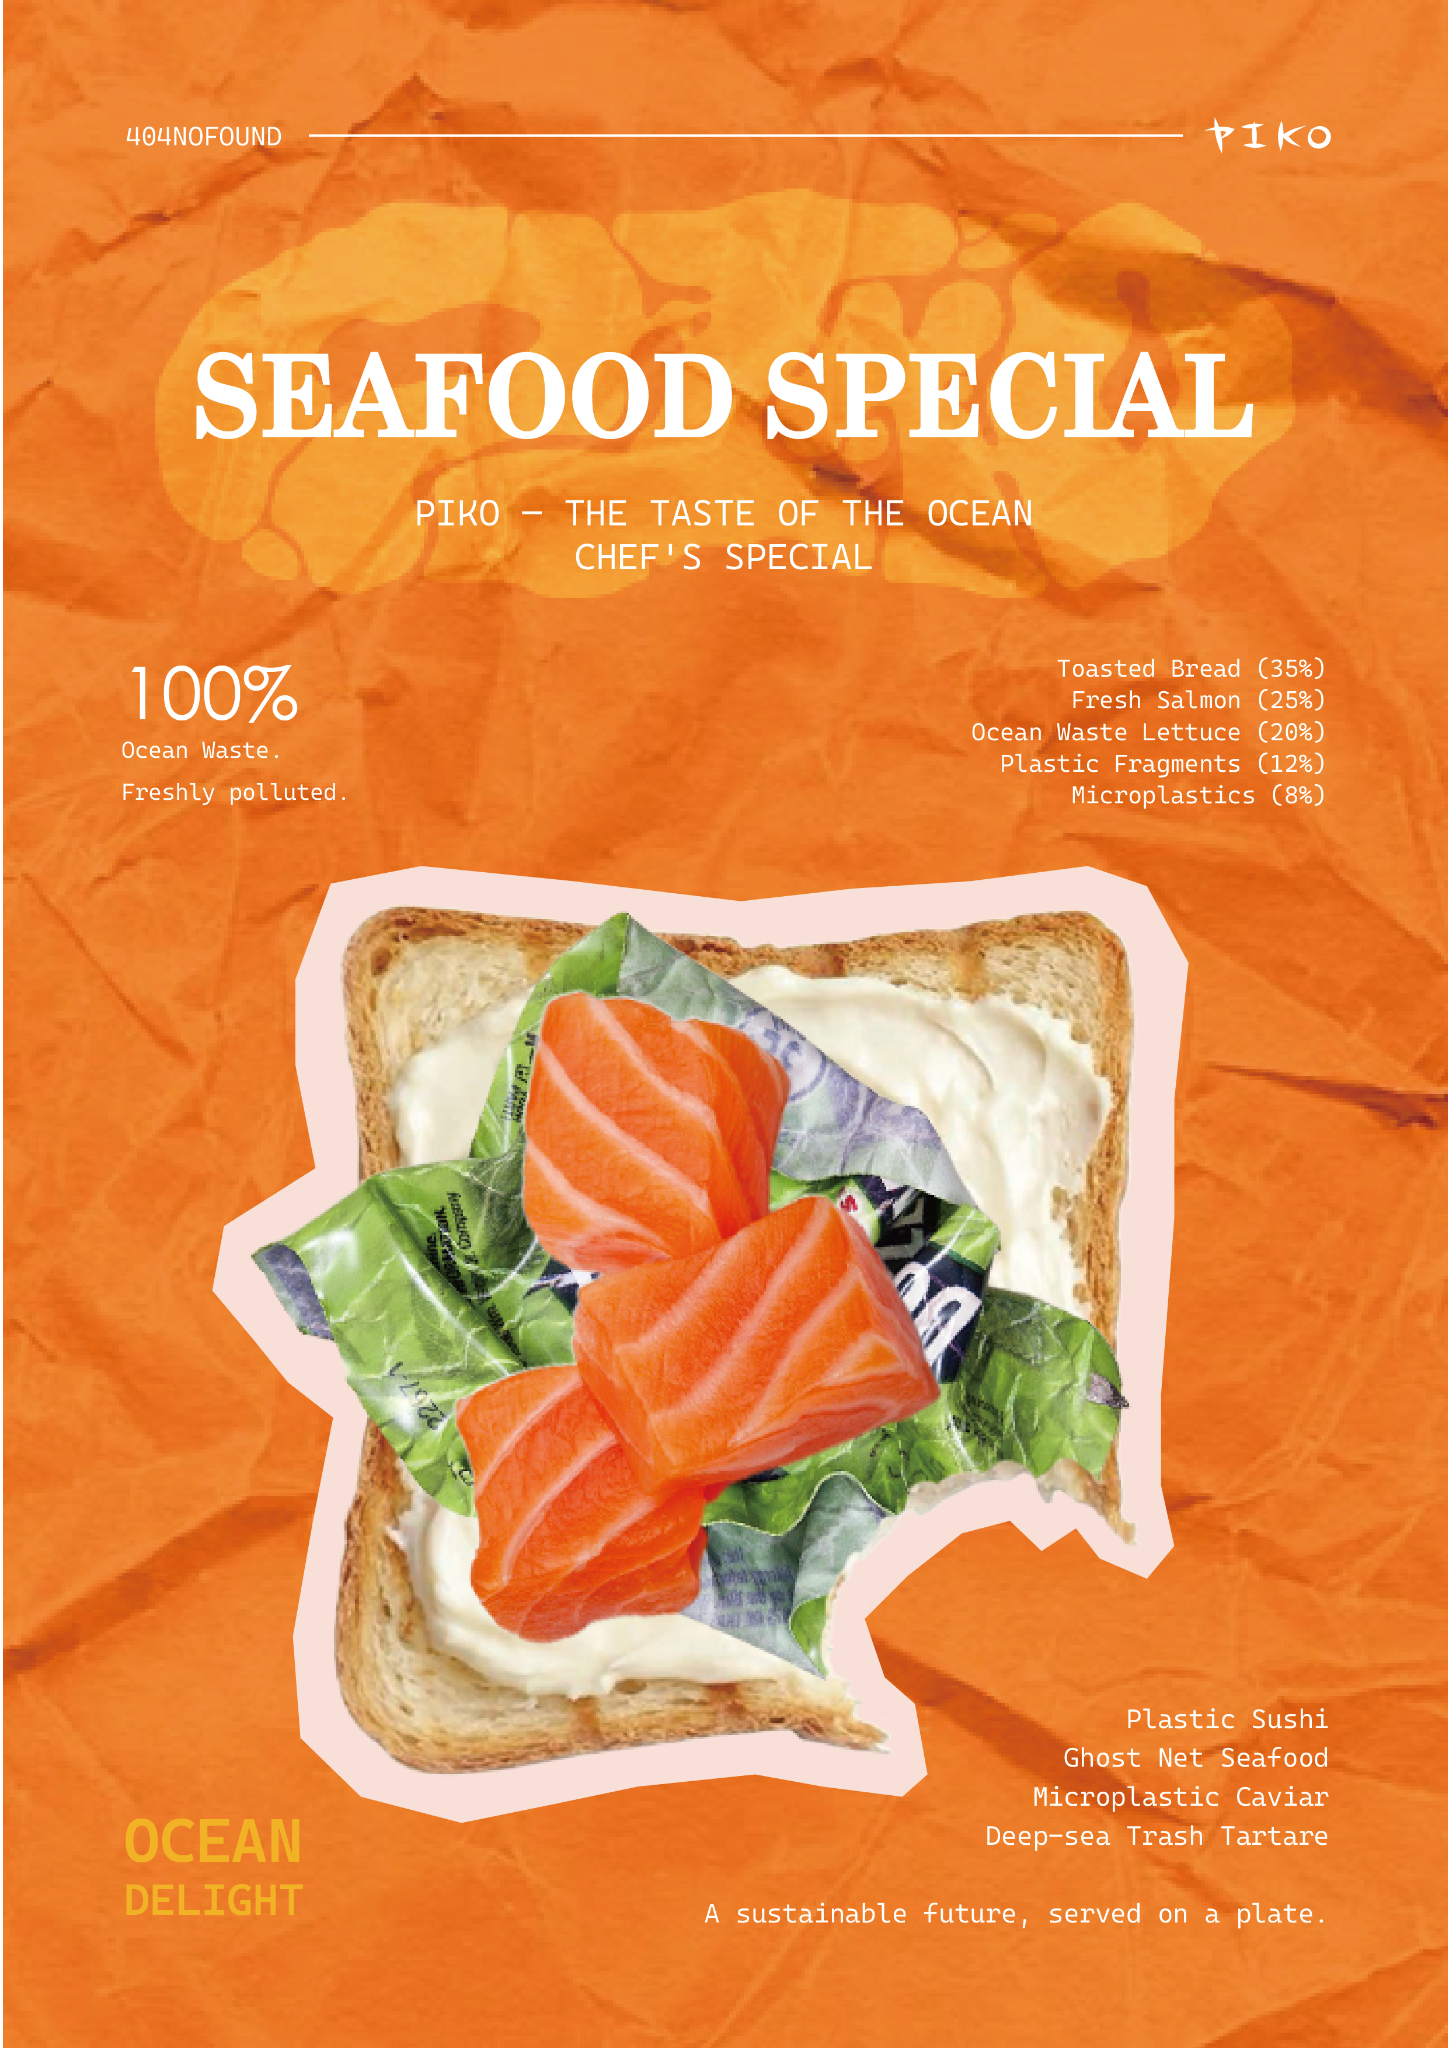 404NOFOUND
PIKO
SEAFOOD SPECIAL
PIKO — THE TASTE OF THE OCEAN
CHEF'S SPECIAL
100%
Ocean Waste.
Freshly polluted.
Toasted Bread (35%)
Fresh Salmon (25%)
Ocean Waste Lettuce (20%)
Plastic Fragments (12%)
Microplastics (8%)
Company
Plastic Sushi
Ghost Net Seafood
Microplastic Caviar
Deep-sea Trash Tartare
OCEAN
DELIGHT
A sustainable future, served on a plate.